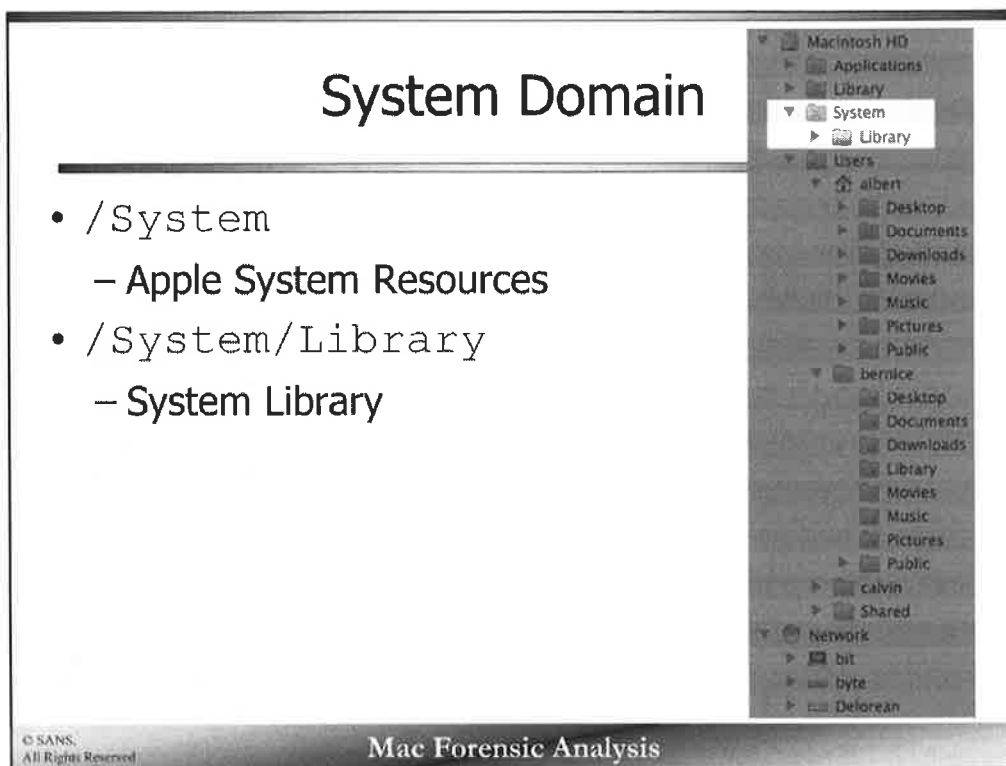 System Domain
• /System
– Apple System Resources
• /System/Library
– System Library
Macintosh HD
Applications
Library
System
Library
Users
albert
Desktop
Documents
Downloads
Movies
Music
Pictures
Public
bernice
Desktop
Documents
Downloads
Library
Movies
Music
Pictures
Public
calvin
Shared
Network
bit
byte
Delorean
© SANS,
All Rights Reserved
Mac Forensic Analysis